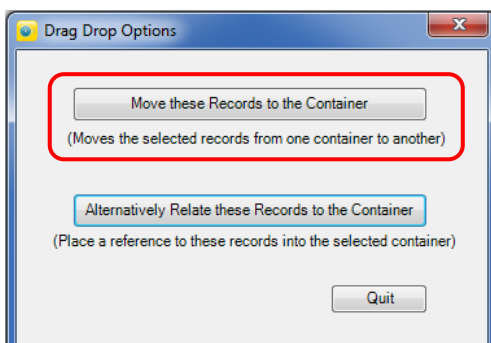 Drag Drop Options
Move these Records to the Container
(Moves the selected records from one container to another)
Alternatively Relate these Records to the Container
(Place a reference to these records into the selected container)
Quit